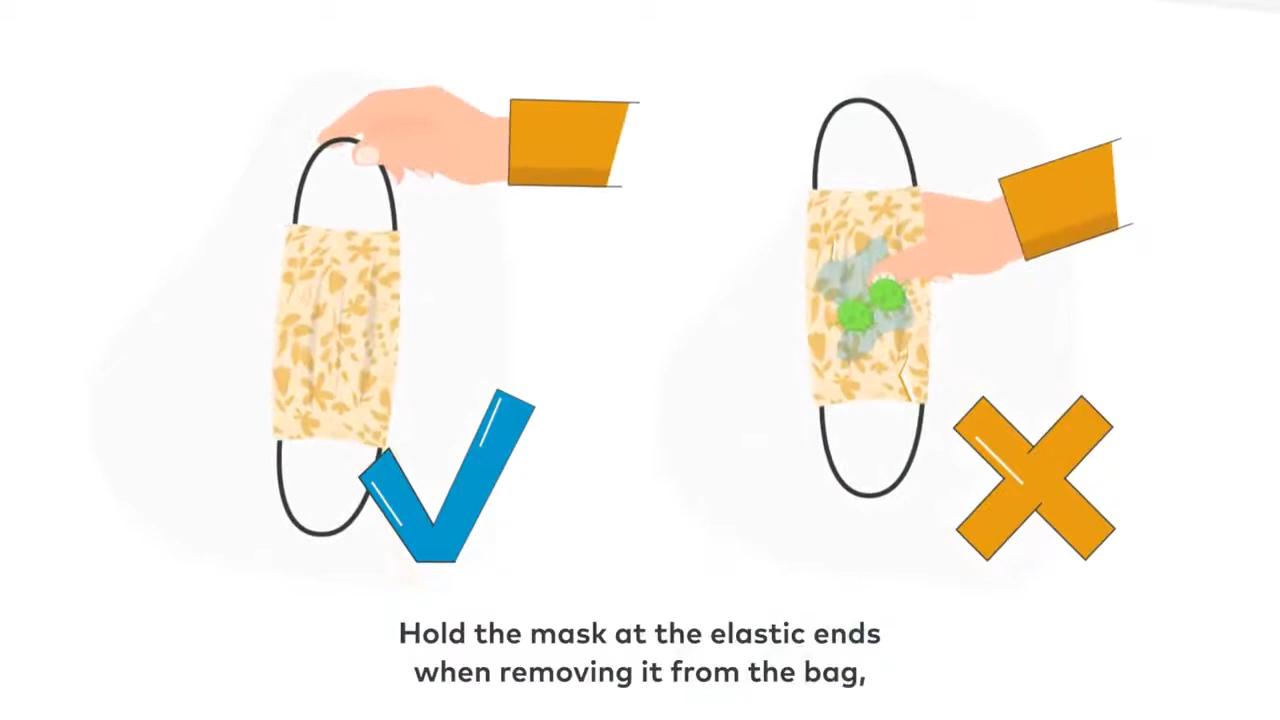 Hold the mask at the elastic ends
when removing it from the bag,